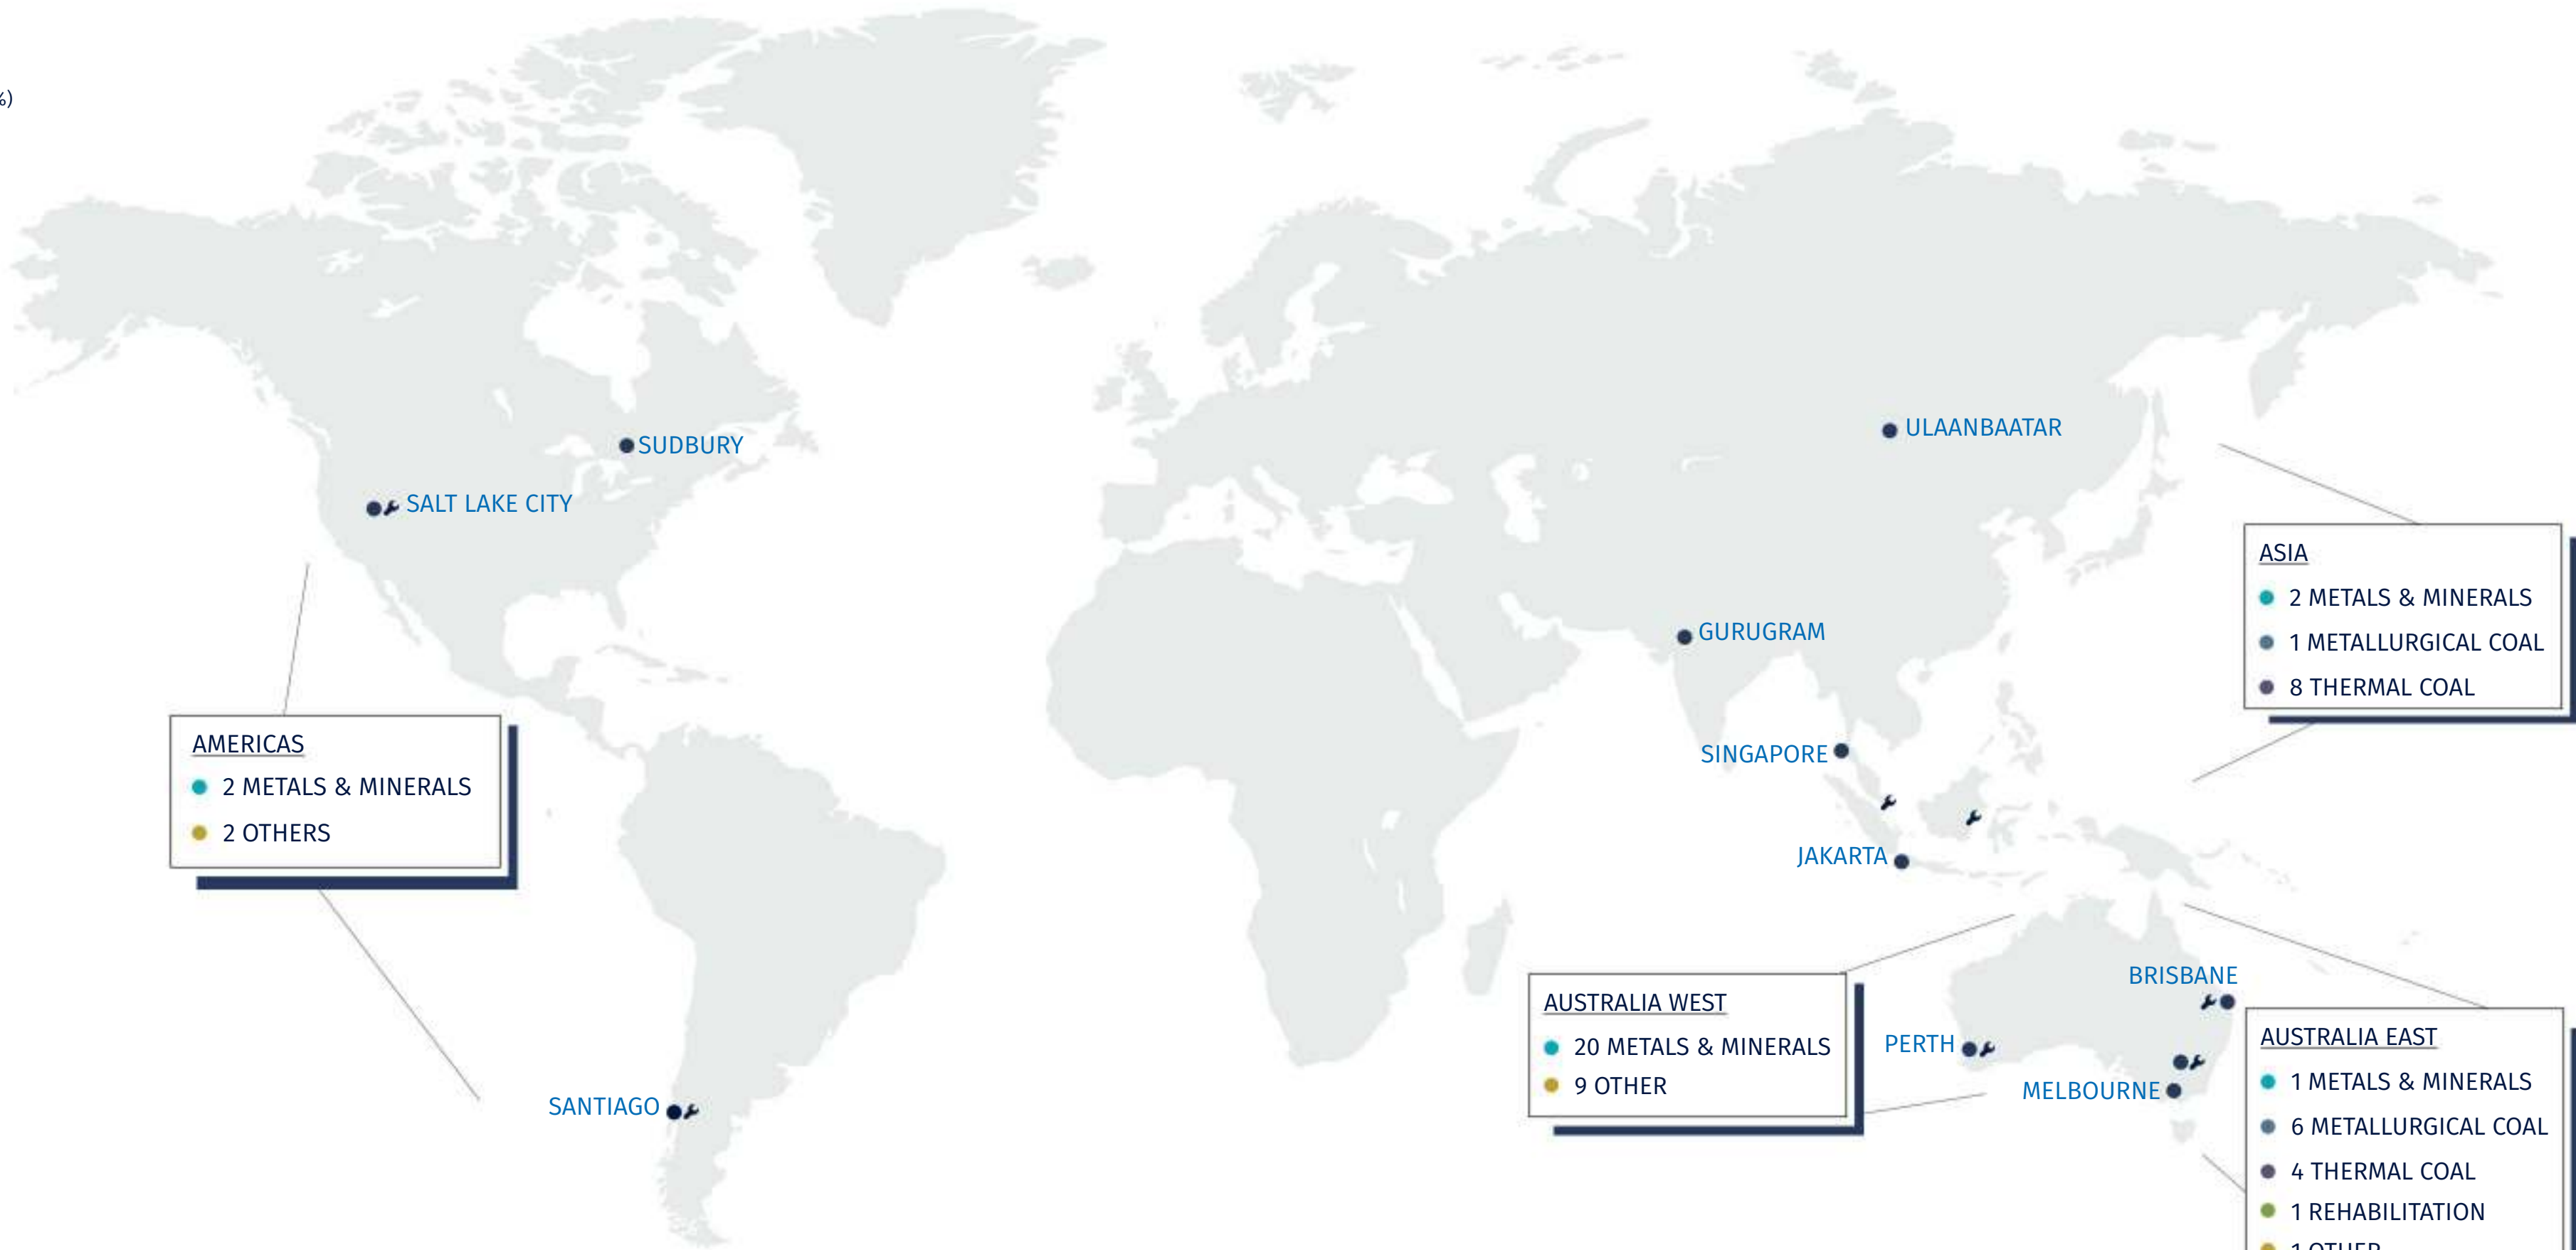 %)
SUDBURY
ULAANBAATAR
SALT LAKE CITY
ASIA
2 METALS & MINERALS
1 METALLURGICAL COAL
8 THERMAL COAL
GURUGRAM
AMERICAS
2 METALS & MINERALS
2 OTHERS
SINGAPORE
JAKARTA
BRISBANE
AUSTRALIA WEST
20 METALS & MINERALS
9 OTHER
PERTH
MELBOURNE
AUSTRALIA EAST
1 METALS & MINERALS
6 METALLURGICAL COAL
4 THERMAL COAL
1 REHABILITATION
1 OTHER
SANTIAGO